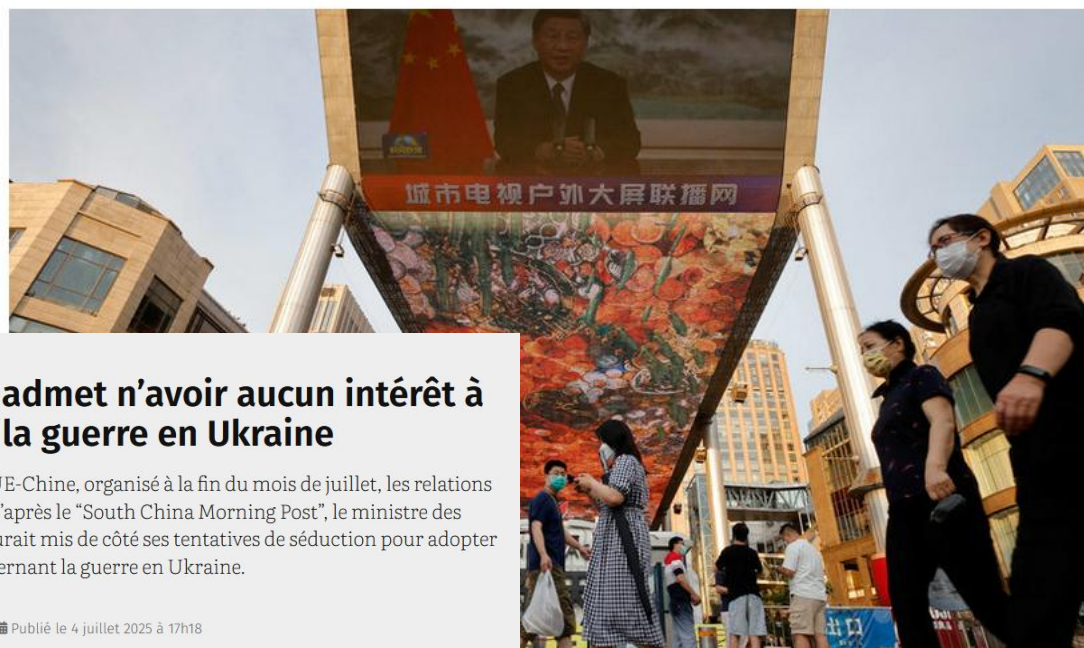 城市电视户外大屏联播网
admet n’avoir aucun intérêt à
la guerre en Ukraine
UE-Chine, organisé à la fin du mois de juillet, les relations
’après le “South China Morning Post”, le ministre des
urait mis de côté ses tentatives de séduction pour adopter
ernant la guerre en Ukraine.
Publié le 4 juillet 2025 à 17h18